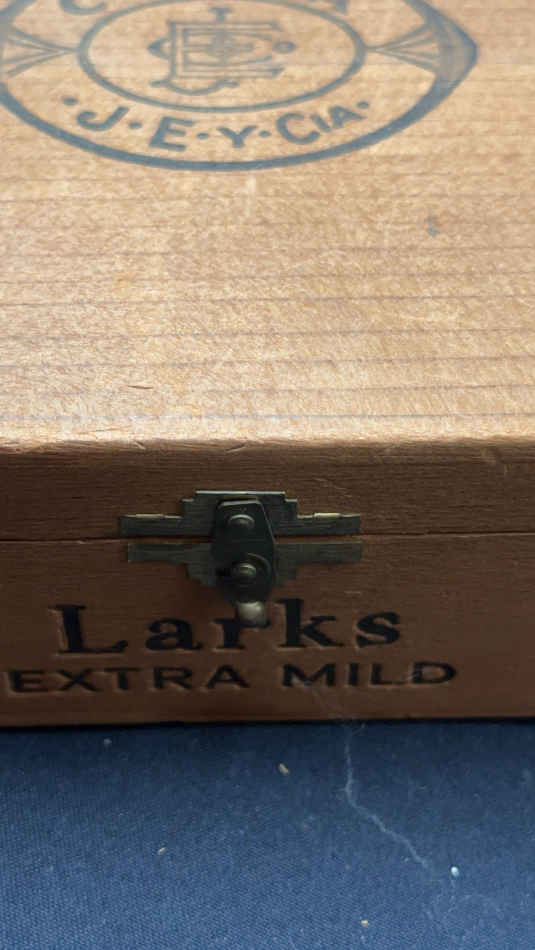 · J · E · Y · CIA ·
Larks
EXTRA MILD